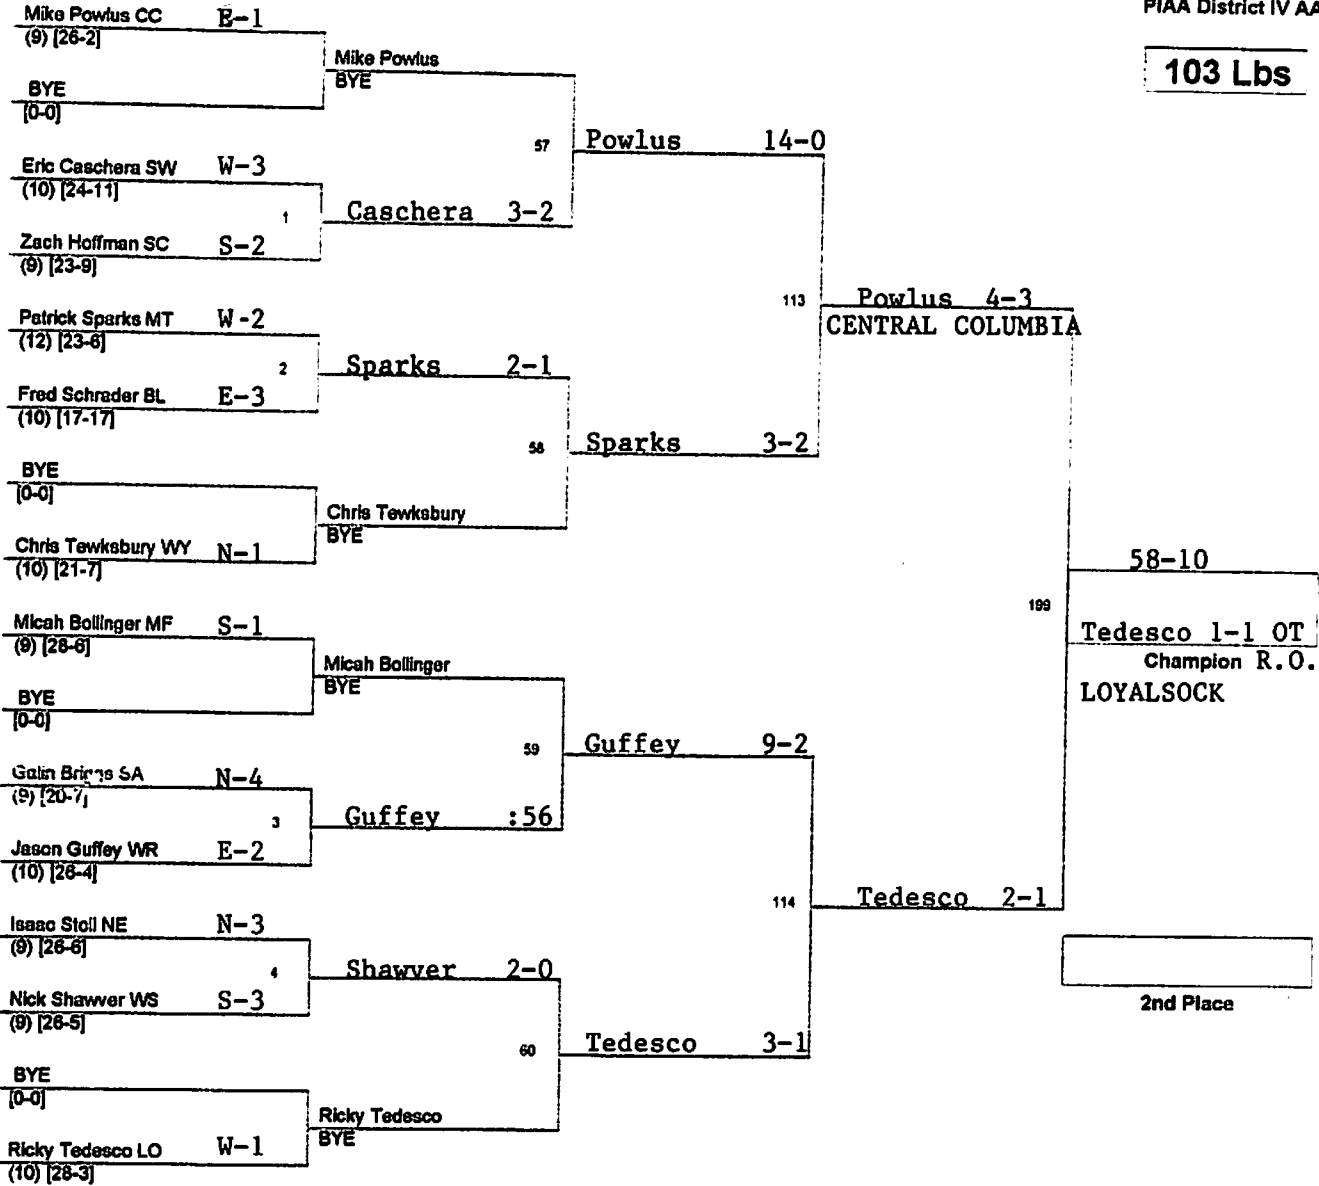 PIAA District IV AA
103 Lbs
Mike Powlus CC E-1
(9) [26-2]
BYE
[0-0]
Mike Powlus
BYE
Eric Caschera SW W-3
(10) [24-11]
Zach Hoffman SC S-2
(9) [23-9]
1
Caschera 3-2
57
Powlus 14-0
Patrick Sparks MT W-2
(12) [23-6]
Fred Schrader BL E-3
(10) [17-17]
2
Sparks 2-1
BYE
[0-0]
Chris Tewksbury WY N-1
(10) [21-7]
Chris Tewksbury
BYE
58
Sparks 3-2
113
Powlus 4-3
CENTRAL COLUMBIA
Micah Bollinger MF S-1
(9) [28-6]
BYE
[0-0]
Micah Bollinger
BYE
Galin Briggs SA N-4
(9) [20-7]
Jason Guffey WR E-2
(10) [26-4]
3
Guffey :56
59
Guffey 9-2
Isaac Stoll NE N-3
(9) [26-6]
Nick Shawver WS S-3
(9) [26-5]
4
Shawver 2-0
BYE
[0-0]
Ricky Tedesco LO W-1
(10) [28-3]
Ricky Tedesco
BYE
60
Tedesco 3-1
114
Tedesco 2-1
199
58-10
Tedesco 1-1 OT
Champion R.O.
LOYALSOCK
2nd Place